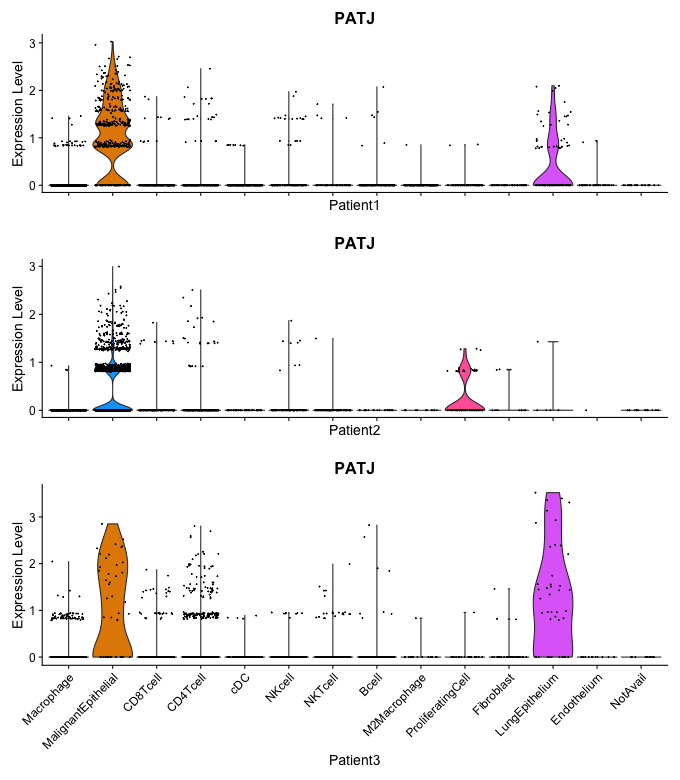 PATJ
Expression Level
3
2
1
0
Patient1
PATJ
Expression Level
3
2
1
0
Patient2
PATJ
Expression Level
3
2
1
0
Macrophage
MalignantEpithelial
CD8Tcell
CD4Tcell
cDC
NKcell
NKTcell
Bcell
M2Macrophage
ProliferatingCell
Fibroblast
LungEpithelium
Endothelium
NotAvail
Patient3